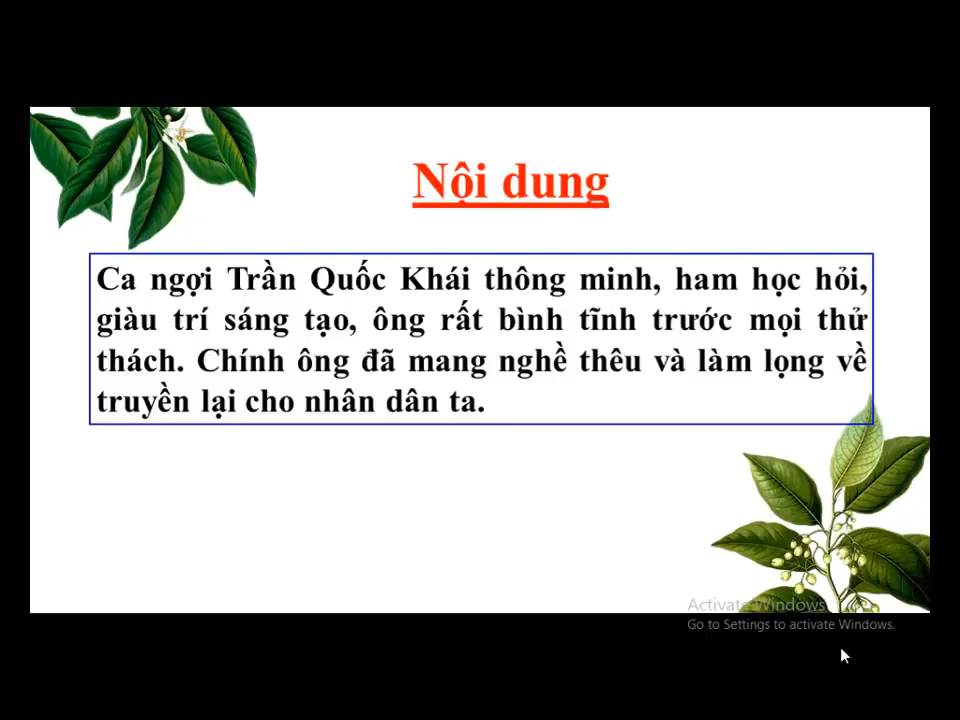 Nội dung
Ca ngợi Trần Quốc Khái thông minh, ham học hỏi,
giàu trí sáng tạo, ông rất bình tĩnh trước mọi thử
thách. Chính ông đã mang nghề thêu và làm lọng về
truyền lại cho nhân dân ta.
Activate Windows
Go to Settings to activate Windows.